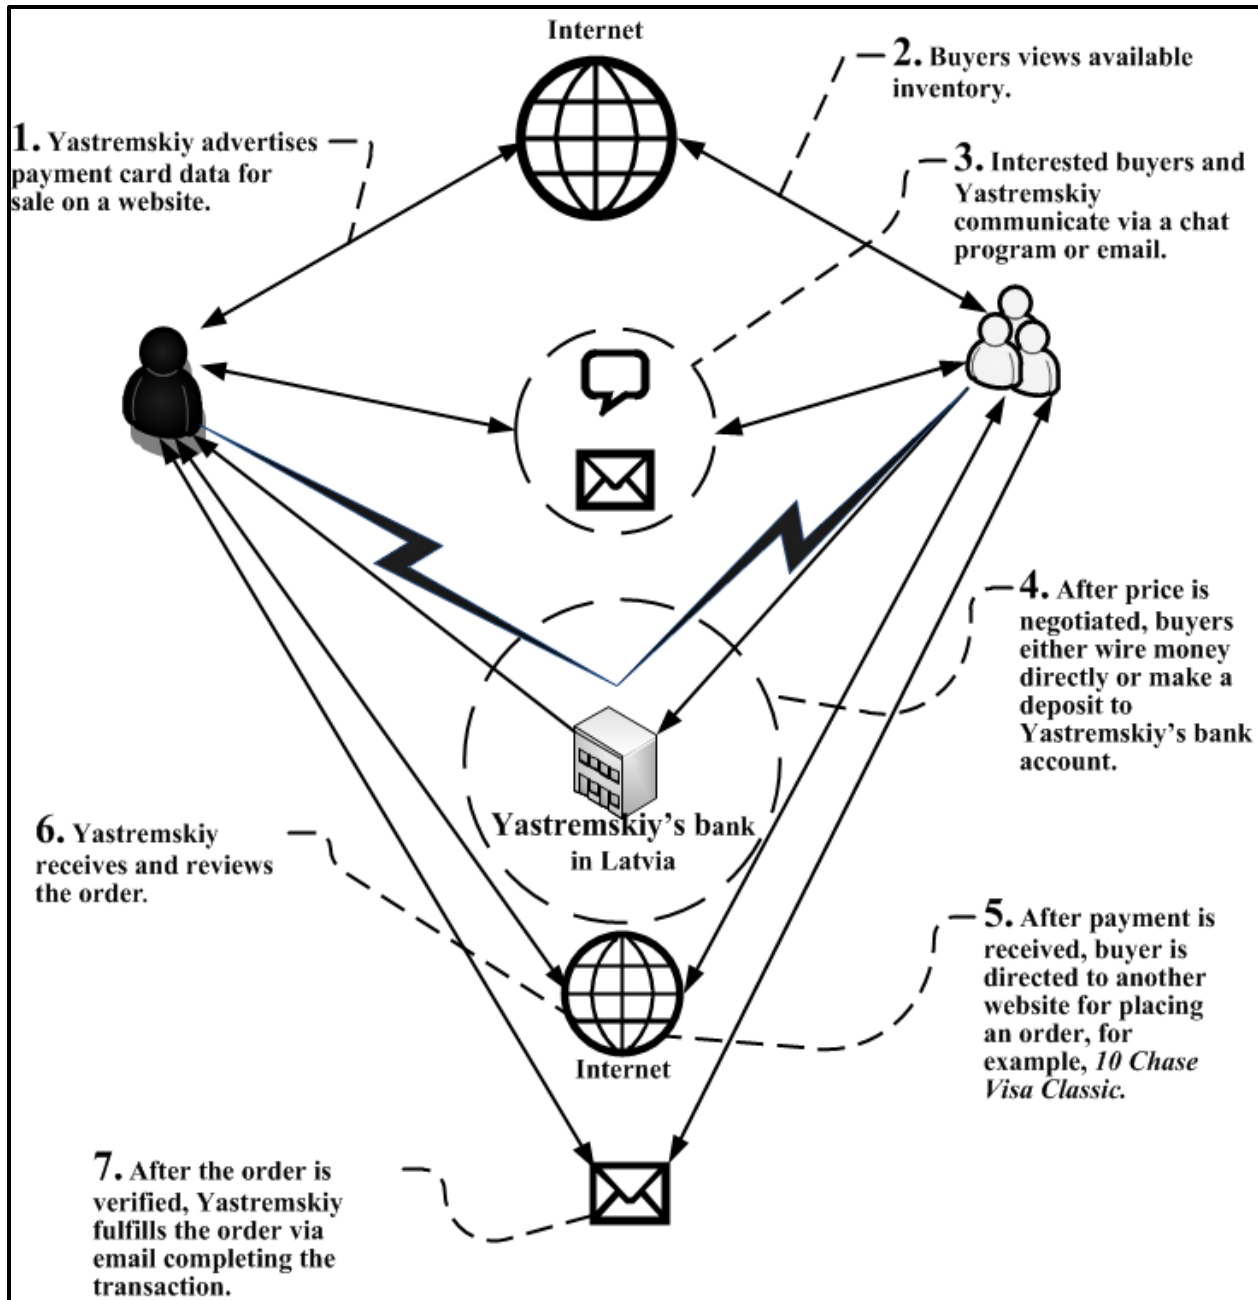 Internet
1. Yastremskiy advertises
payment card data for
sale on a website.
2. Buyers views available
inventory.
3. Interested buyers and
Yastremskiy
communicate via a chat
program or email.
4. After price is
negotiated, buyers
either wire money
directly or make a
deposit to
Yastremskiy's bank
account.
Yastremskiy's bank
in Latvia
6. Yastremskiy
receives and reviews
the order.
5. After payment is
received, buyer is
directed to another
website for placing
an order, for
example, 10 Chase
Visa Classic.
Internet
7. After the order is
verified, Yastremskiy
fulfills the order via
email completing the
transaction.